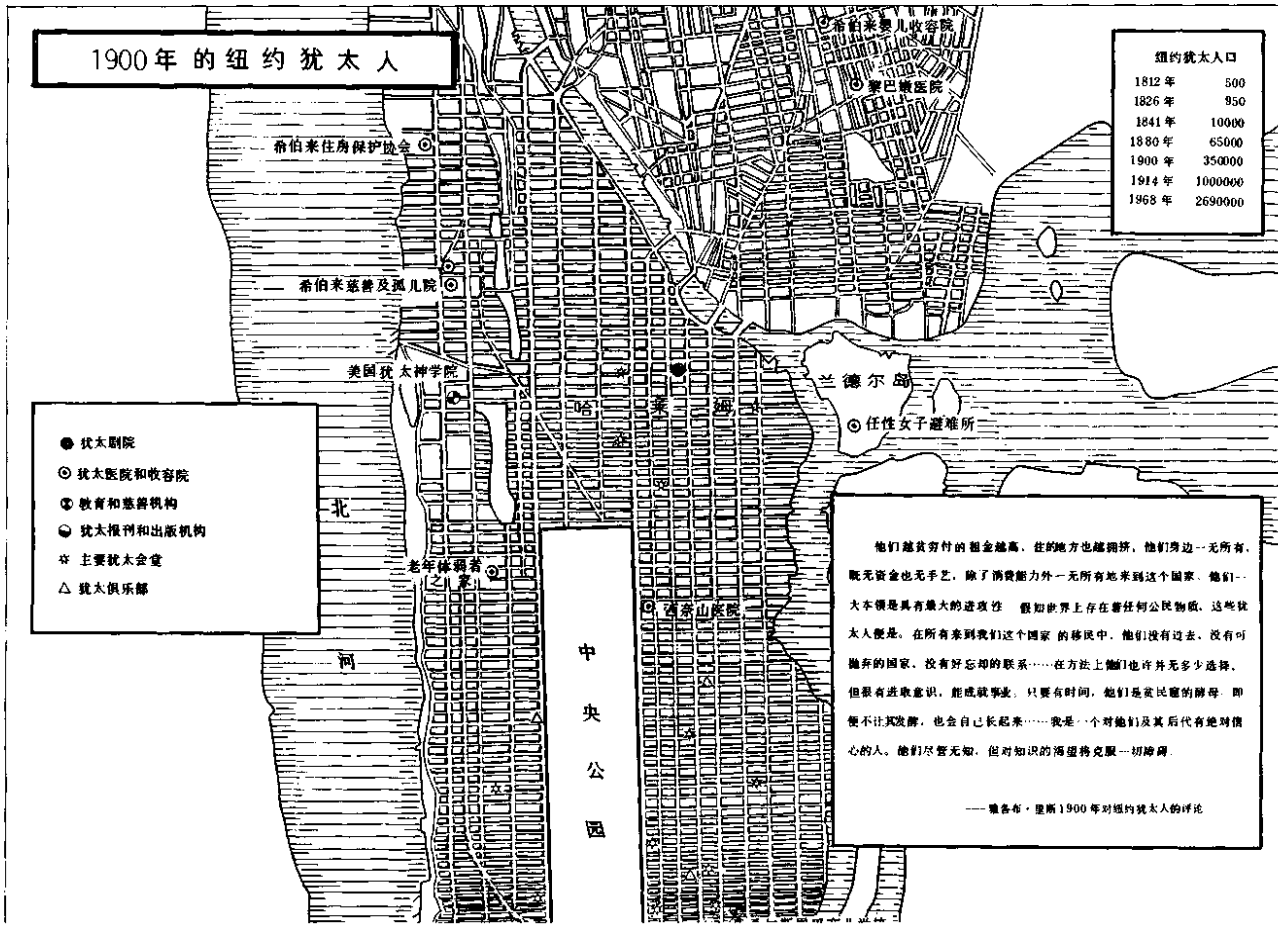 1900年的纽约犹太人
希伯来婴儿收容院
黎巴嫩医院
纽约犹太人口
1812年 500
1826年 950
1841年 10000
1880年 65000
1900年 350000
1914年 1000000
1968年 2690000
希伯来住房保护协会
希伯来慈善及孤儿院
美国犹太神学院
兰德尔岛
哈莱姆
任性女子避难所
犹太剧院
犹太医院和收容院
教育和慈善机构
犹太报刊和出版机构
主要犹太会堂
犹太俱乐部
北
河
老年体弱者
之家
西奈山医院
中
央
公
园
他们越贫穷付的租金越高，住的地方也越拥挤，他们身边一无所有，
既无资金也无手艺，除了消费能力外一无所有地来到这个国家。他们一
大本领是具有最大的进攻性 假如世界上存在着任何公民物质，这些犹
太人便是。在所有来到我们这个国家的移民中，他们没有过去，没有可
抛弃的国家，没有好忘却的联系……在方法上他们也许并无多少选择，
但很有进取意识，能成就事业。只要有时间，他们是贫民窟的酵母 即
便不让其发酵，也会自己长起来……我是一个对他们及其后代有绝对信
心的人。他们尽管无知，但对知识的渴望将克服一切障碍
——雅各布·里斯1900年对纽约犹太人的评论